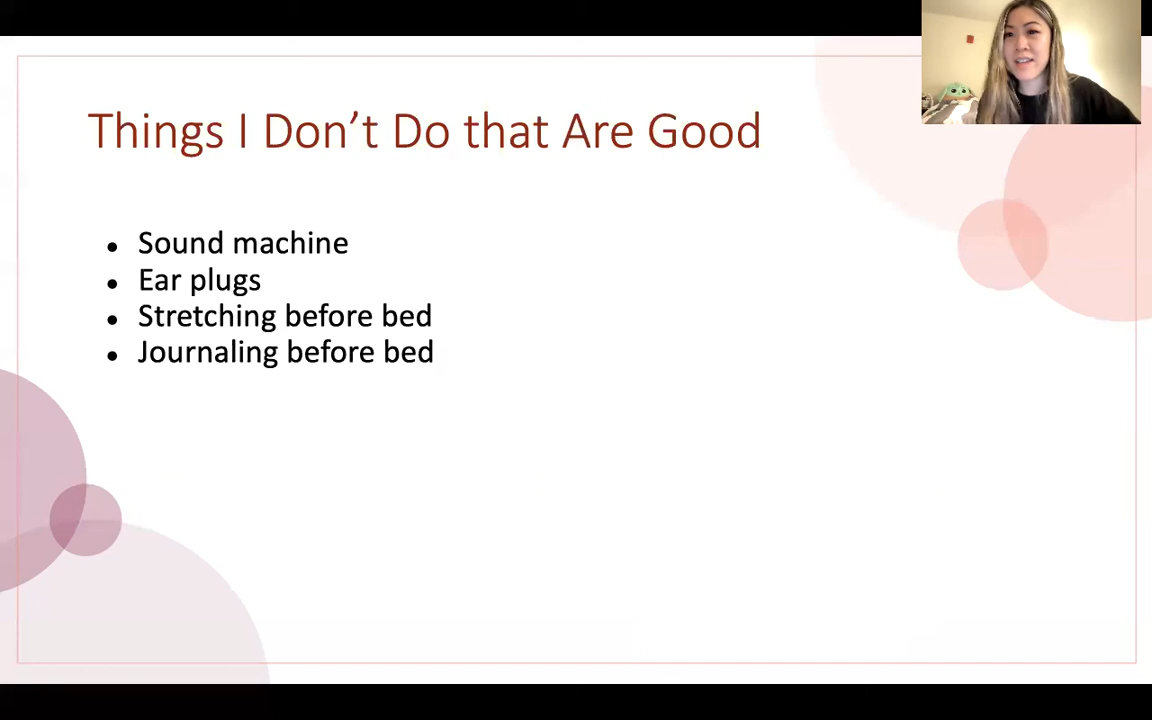 Things I Don’t Do that Are Good
● Sound machine
● Ear plugs
● Stretching before bed
● Journaling before bed